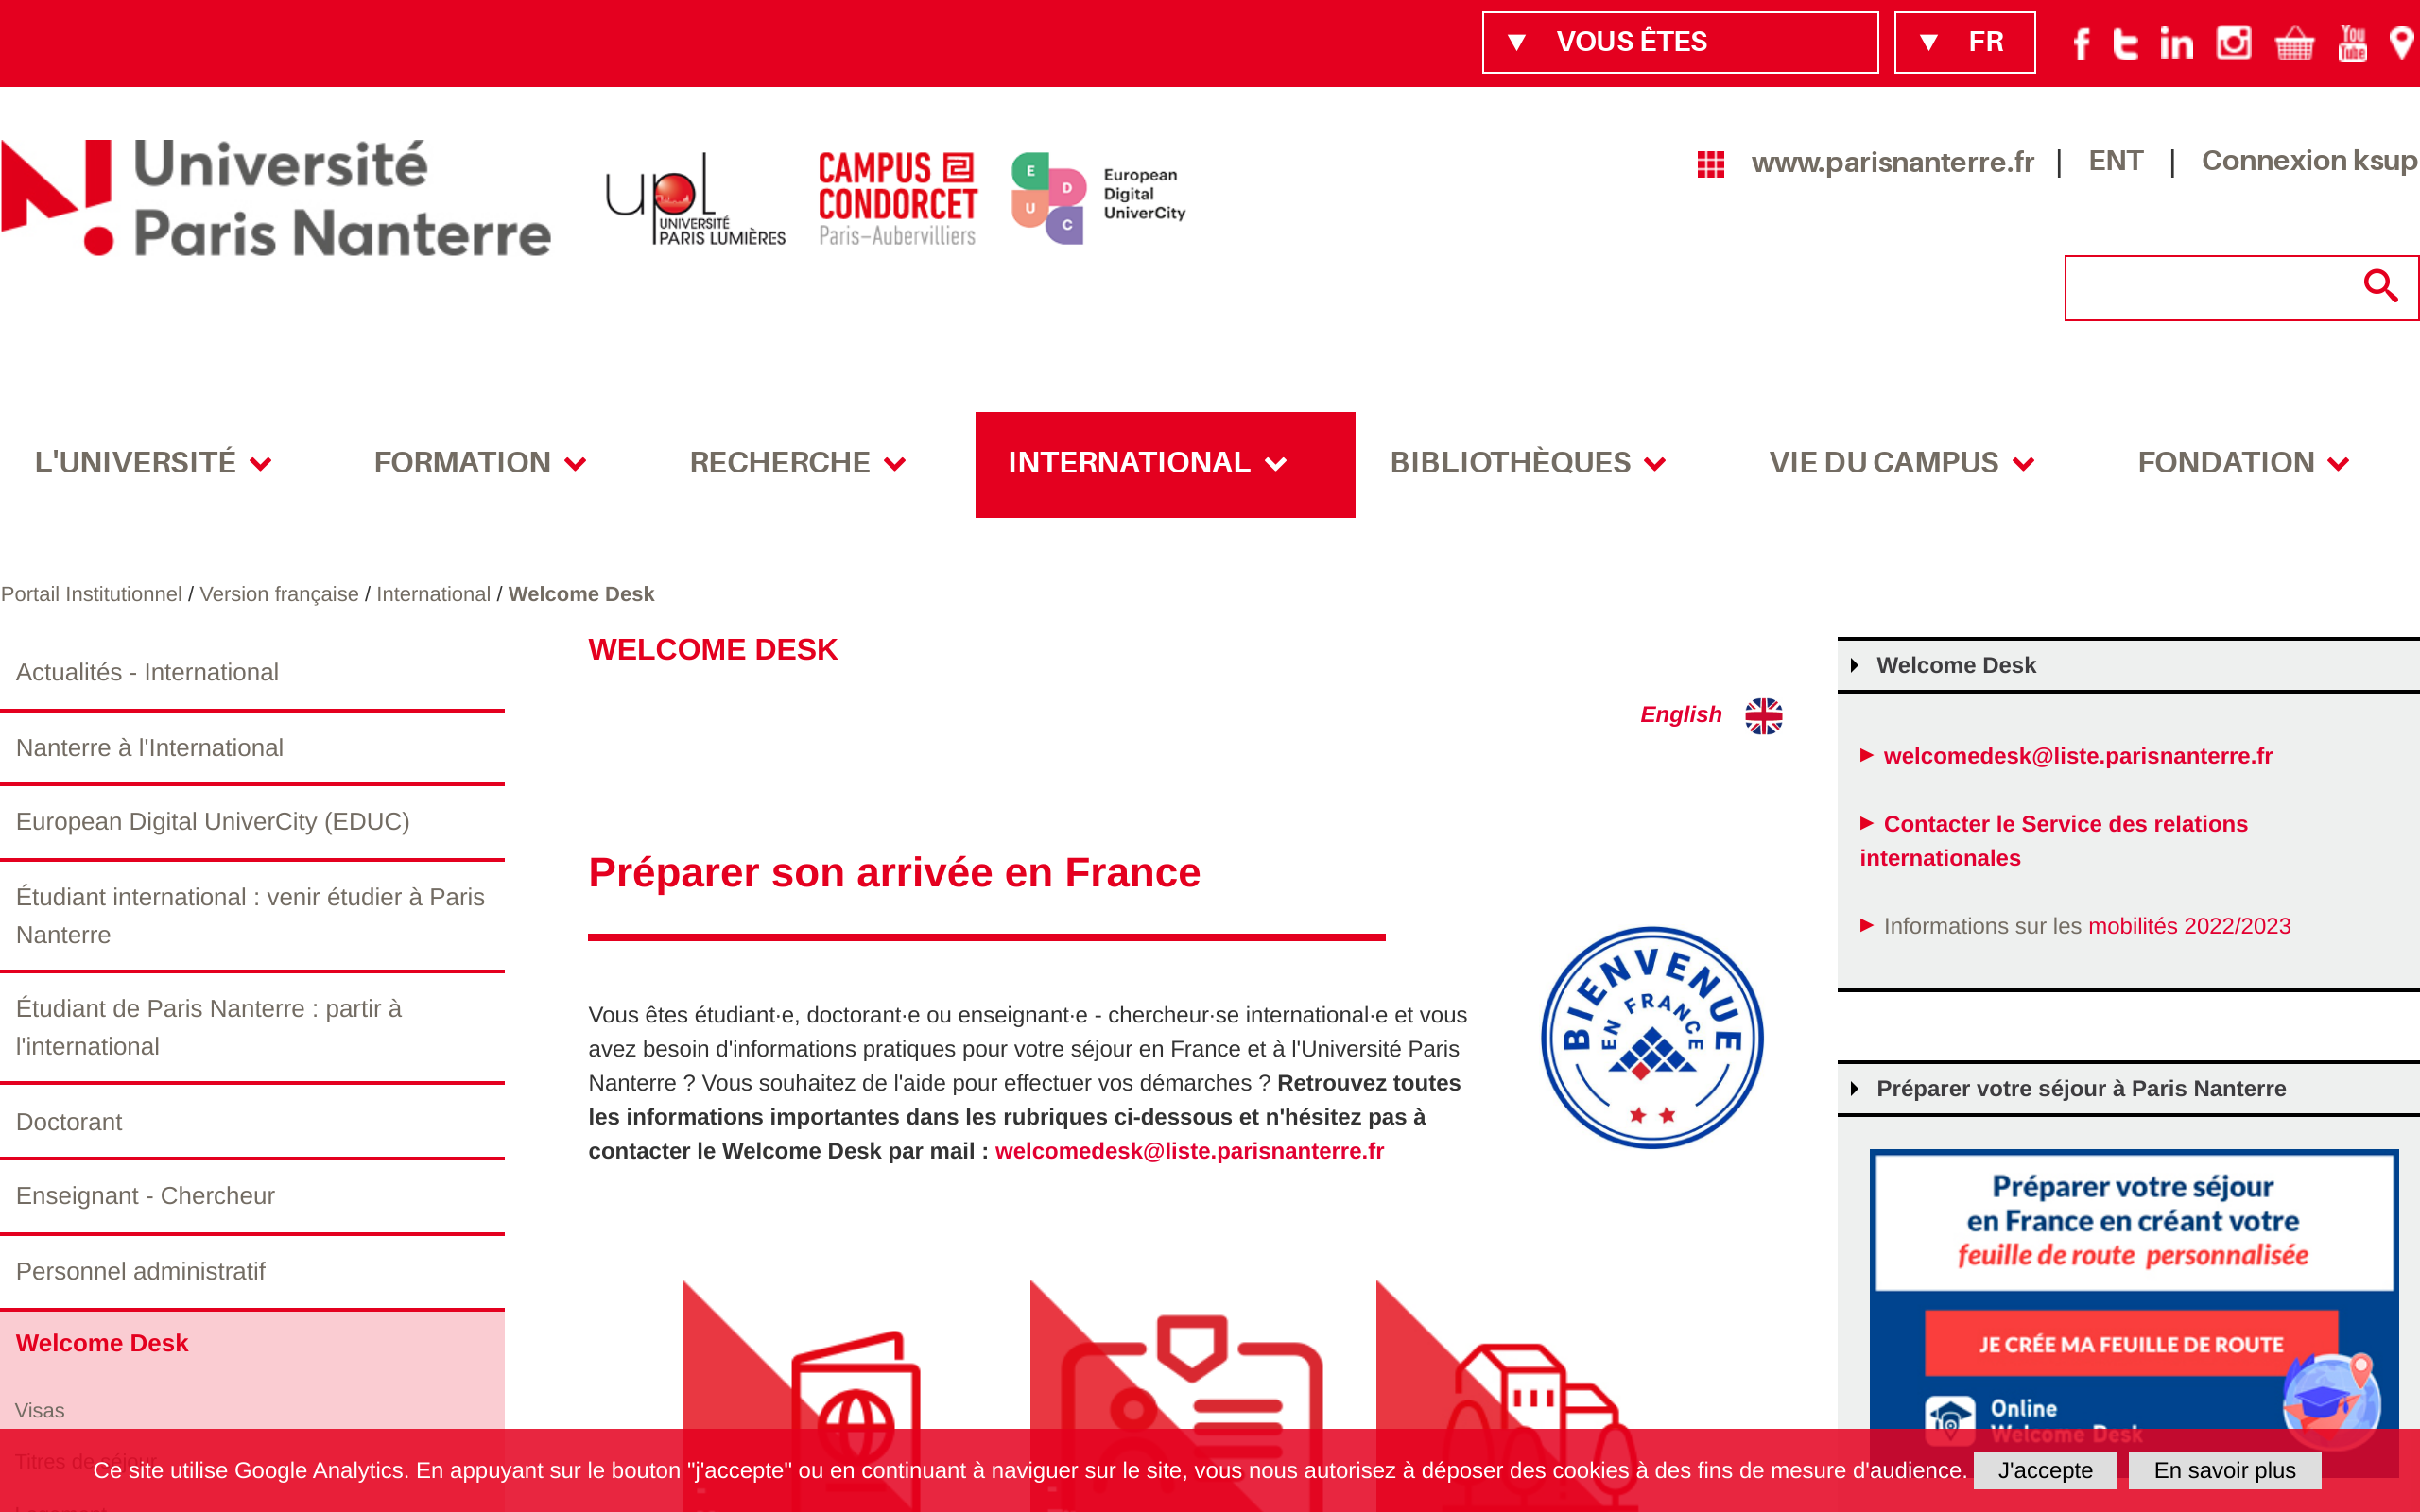 VOUS ÊTES
FR
You
Tube
Université
Paris Nanterre
upl
UNIVERSITÉ
PARIS LUMIÈRES
CAMPUS
CONDORCET
Paris–Aubervilliers
E
D
U
C
European
Digital
UniverCity
www.parisnanterre.fr | ENT | Connexion ksup
L'UNIVERSITÉ
FORMATION
RECHERCHE
INTERNATIONAL
BIBLIOTHÈQUES
VIE DU CAMPUS
FONDATION
Portail Institutionnel / Version française / International / Welcome Desk
Actualités - International
Nanterre à l'International
European Digital UniverCity (EDUC)
Étudiant international : venir étudier à Paris
Nanterre
Étudiant de Paris Nanterre : partir à
l'international
Doctorant
Enseignant - Chercheur
Personnel administratif
Welcome Desk
Visas
Titres de séjour
Logement
WELCOME DESK
English
Préparer son arrivée en France
Vous êtes étudiant·e, doctorant·e ou enseignant·e - chercheur·se international·e et vous
avez besoin d'informations pratiques pour votre séjour en France et à l'Université Paris
Nanterre ? Vous souhaitez de l'aide pour effectuer vos démarches ? Retrouvez toutes
les informations importantes dans les rubriques ci-dessous et n'hésitez pas à
contacter le Welcome Desk par mail : welcomedesk@liste.parisnanterre.fr
BIENVENUE
EN FRANCE
Welcome Desk
welcomedesk@liste.parisnanterre.fr
Contacter le Service des relations
internationales
Informations sur les mobilités 2022/2023
Préparer votre séjour à Paris Nanterre
Préparer votre séjour
en France en créant votre
feuille de route personnalisée
JE CRÉE MA FEUILLE DE ROUTE
Online
Welcome Desk
Ce site utilise Google Analytics. En appuyant sur le bouton "j'accepte" ou en continuant à naviguer sur le site, vous nous autorisez à déposer des cookies à des fins de mesure d'audience.
J'accepte
En savoir plus